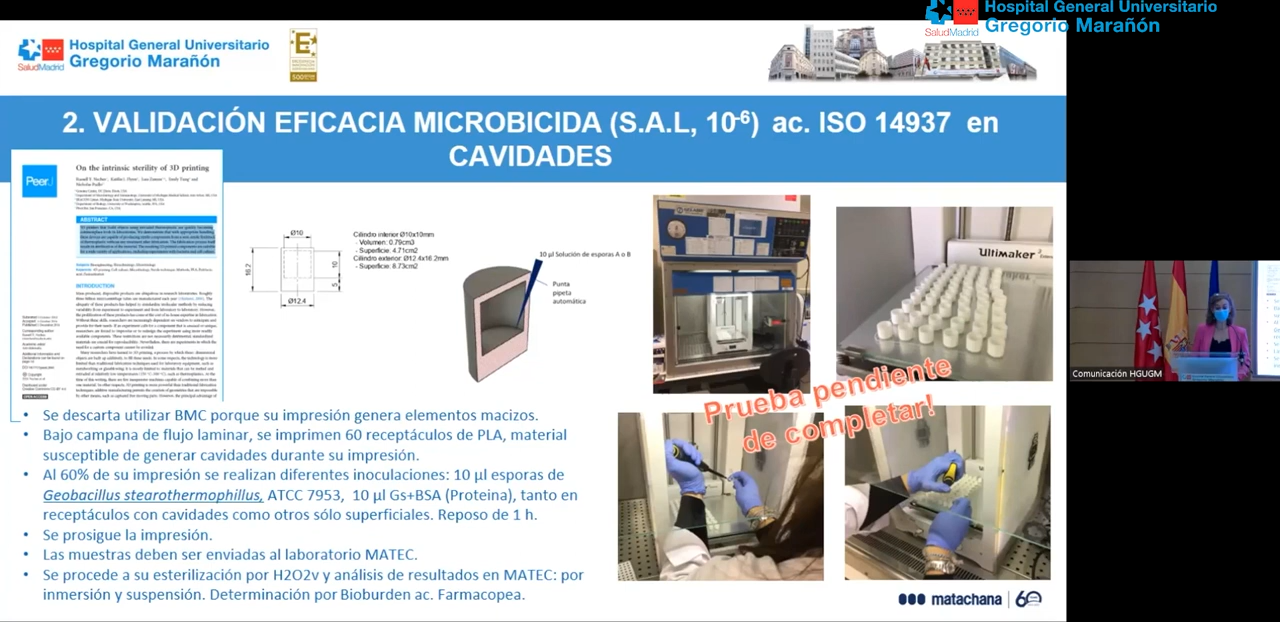 Hospital General Universitario
Gregorio Marañón
SaludMadrid
Hospital General Universitario
Gregorio Marañón
SaludMadrid
2. VALIDACIÓN EFICACIA MICROBICIDA (S.A.L, 10-6) ac. ISO 14937 en
CAVIDADES
PeerJ
On the intrinsic sterility of 3D printing
ABSTRACT
INTRODUCTION
Ø10
16.2
10
5
Ø12.4
Cilindro interior Ø10x10mm
- Volumen: 0.79cm3
- Superficie: 4.71cm2
Cilindro exterior: Ø12.4x16.2mm
- Superficie: 8.73cm2
10 µl Solución de esporas A o B
Punta
pipeta
automática
Ultimaker
Prueba pendiente
de completar!
• Se descarta utilizar BMC porque su impresión genera elementos macizos.
• Bajo campana de flujo laminar, se imprimen 60 receptáculos de PLA, material
susceptible de generar cavidades durante su impresión.
• Al 60% de su impresión se realizan diferentes inoculaciones: 10 µl esporas de
Geobacillus stearothermophillus, ATCC 7953, 10 µl Gs+BSA (Proteina), tanto en
receptáculos con cavidades como otros sólo superficiales. Reposo de 1 h.
• Se prosigue la impresión.
• Las muestras deben ser enviadas al laboratorio MATEC.
• Se procede a su esterilización por H2O2v y análisis de resultados en MATEC: por
inmersión y suspensión. Determinación por Bioburden ac. Farmacopea.
matachana
60
Comunicación HGUGM